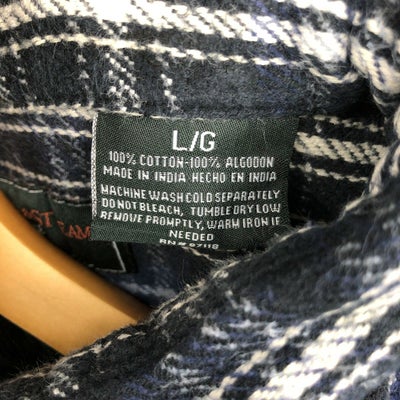 L/G
100% COTTON-100% ALGODON
MADE IN INDIA HECHO EN INDIA
MACHINE WASH COLD SEPARATELY
DO NOT BLEACH, TUMBLE DRY LOW
REMOVE PROMPTLY, WARM IRON IF
NEEDED